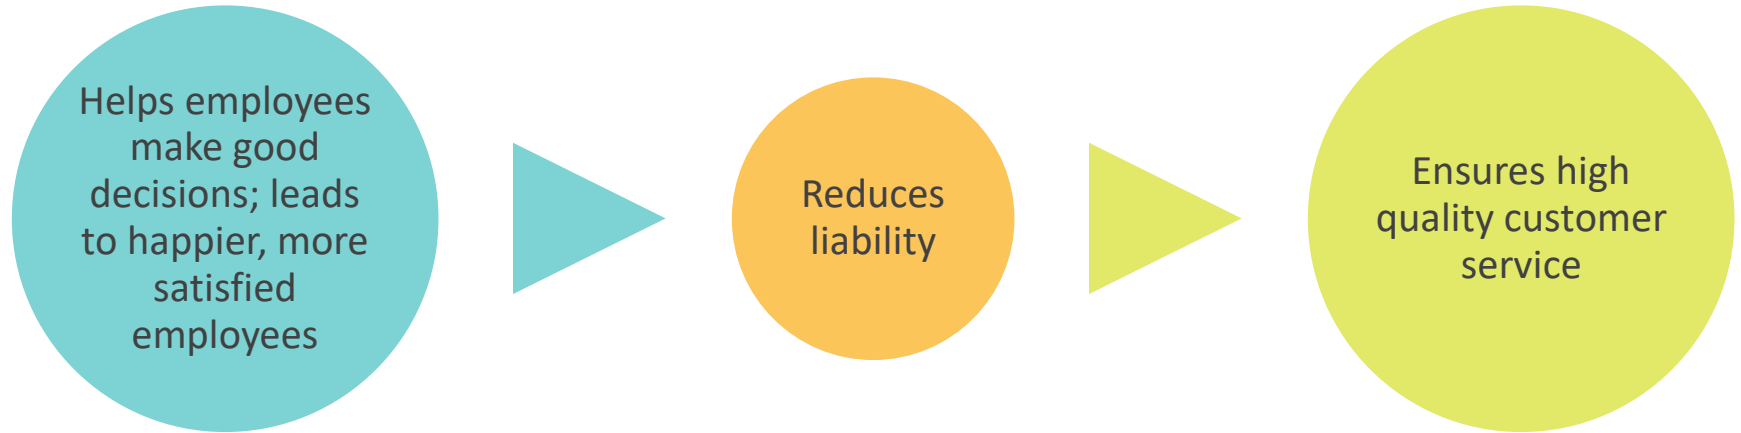 Helps employees
make good
decisions; leads
to happier, more
satisfied
employees
Reduces
liability
Ensures high
quality customer
service